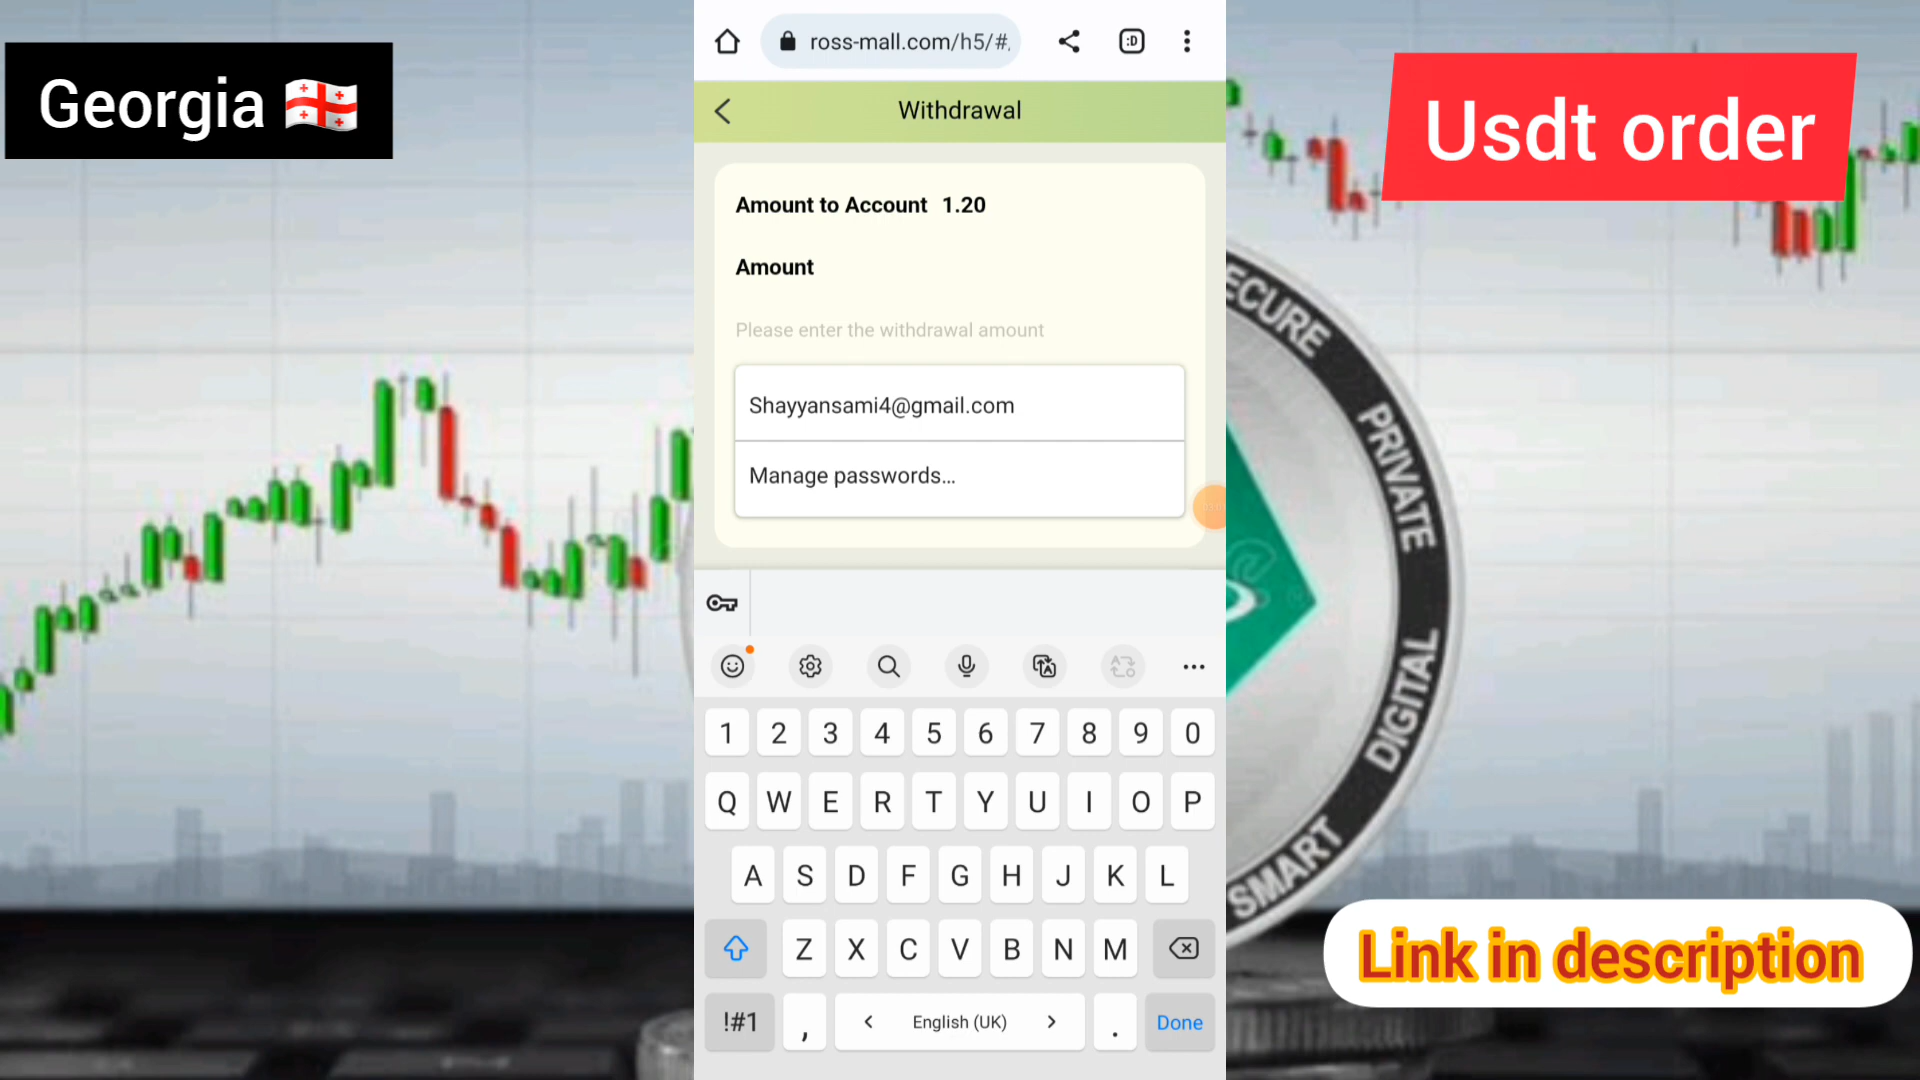 Georgia 🇬🇪
ross-mall.com/h5/#
:D
Withdrawal
Amount to Account 1.20
Amount
Please enter the withdrawal amount
Shayyansami4@gmail.com
Manage passwords...
1 2 3 4 5 6 7 8 9 0
Q W E R T Y U I O P
A S D F G H J K L
Z X C V B N M
!#1 , < English (UK) > . Done
Usdt order
SECURE PRIVATE DIGITAL SMART
Link in description